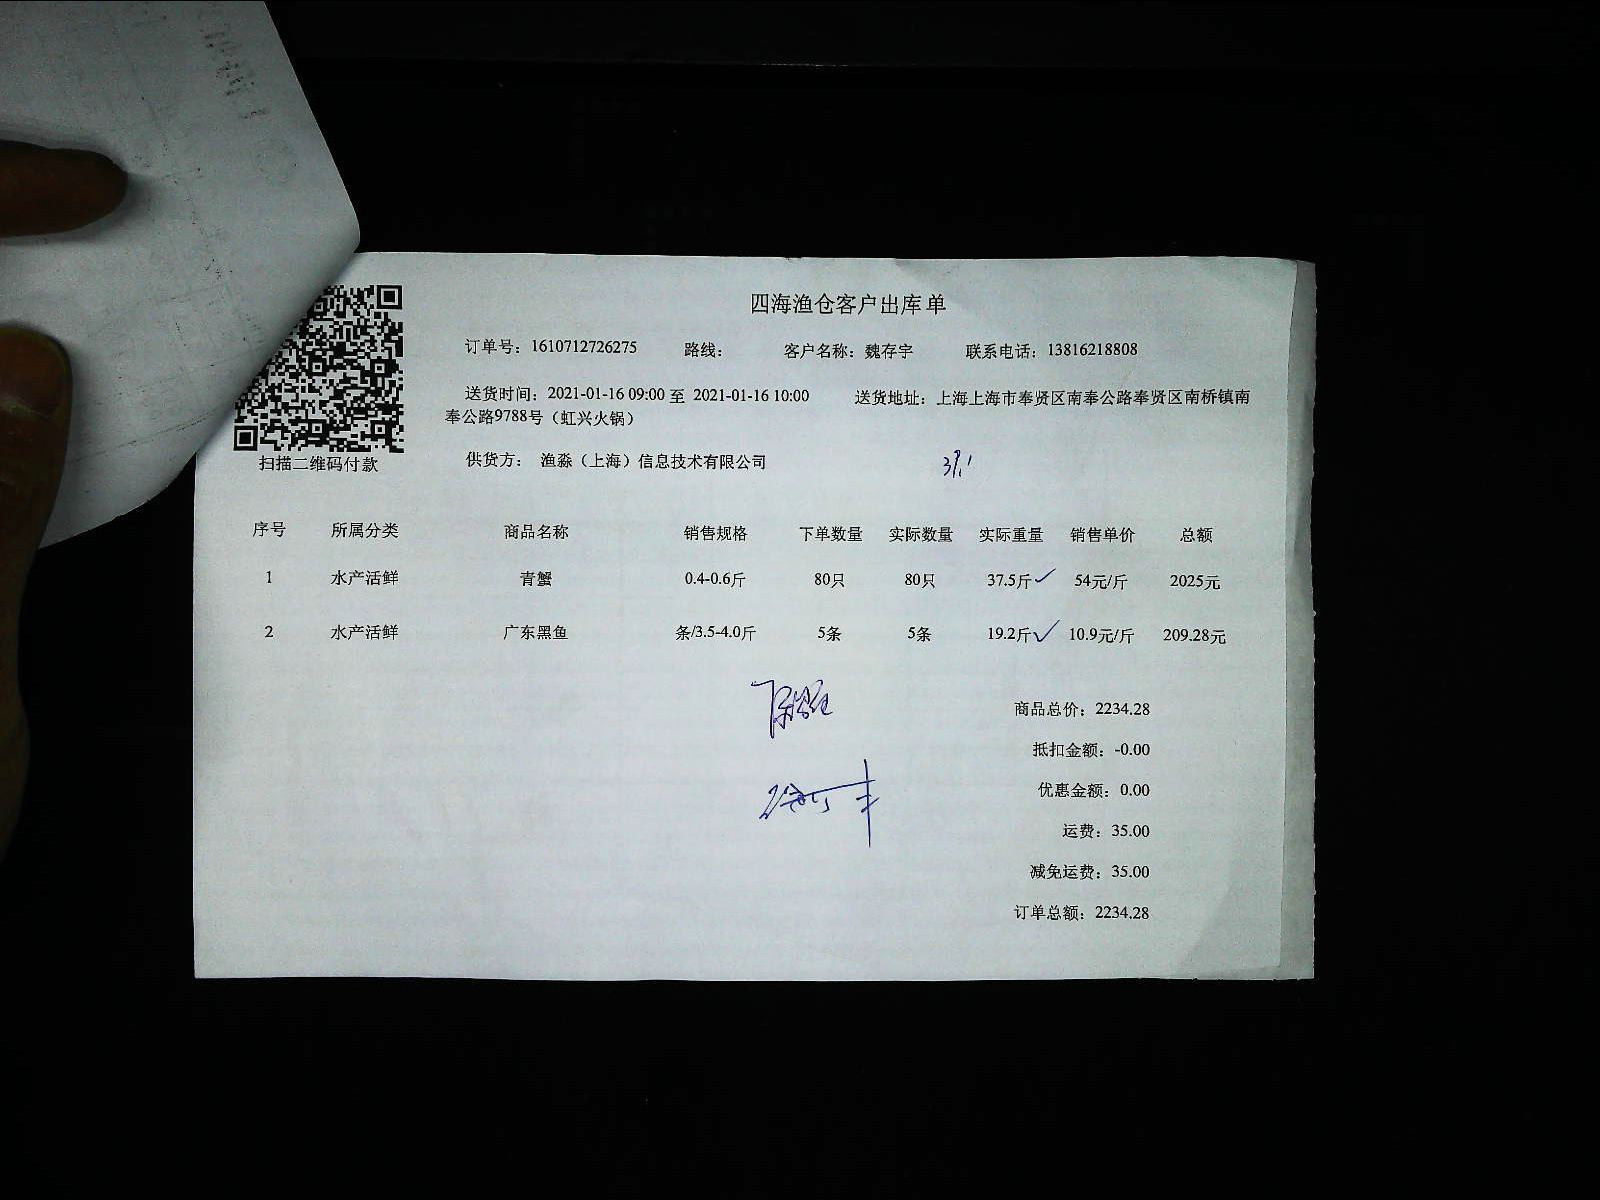 四海渔仓客户出库单
订单号：1610712726275 路线： 客户名称：魏存宇 联系电话：13816218808
送货时间：2021-01-16 09:00 至 2021-01-16 10:00 送货地址：上海上海市奉贤区南奉公路奉贤区南桥镇南
奉公路9788号（虹兴火锅）
扫描二维码付款
供货方： 渔淼（上海）信息技术有限公司
序号 所属分类 商品名称 销售规格 下单数量 实际数量 实际重量 销售单价 总额
1 水产活鲜 青蟹 0.4-0.6斤 80只 80只 37.5斤 54元/斤 2025元
2 水产活鲜 广东黑鱼 条/3.5-4.0斤 5条 5条 19.2斤 10.9元/斤 209.28元
商品总价：2234.28
抵扣金额：-0.00
优惠金额：0.00
运费：35.00
减免运费：35.00
订单总额：2234.28